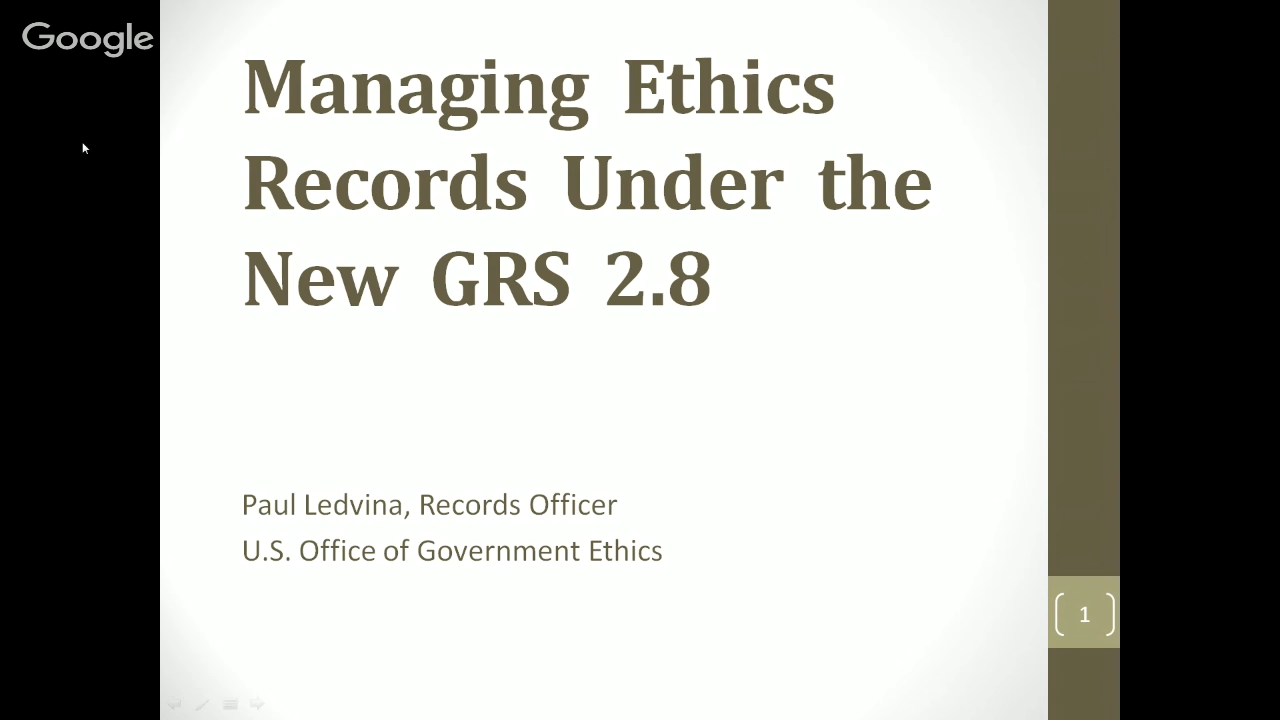 Google
Managing Ethics
Records Under the
New GRS 2.8
Paul Ledvina, Records Officer
U.S. Office of Government Ethics
1